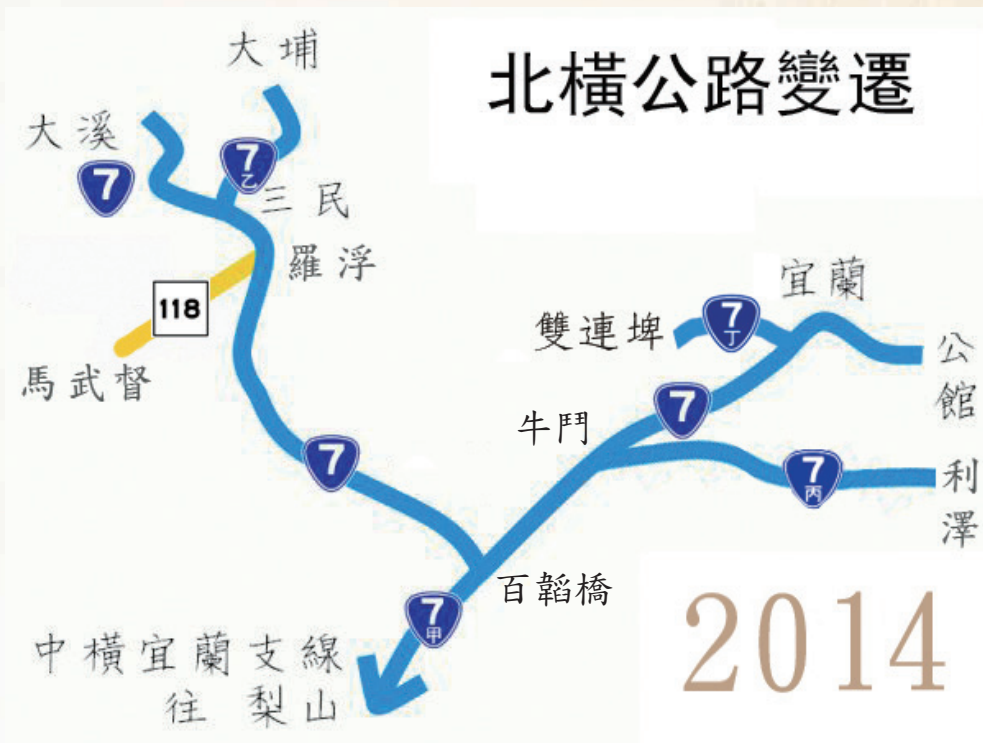 北橫公路變遷
大埔
大溪
7
7
乙
三民
羅浮
118
馬武督
宜蘭
雙連埤
7
丁
公
館
牛鬥
7
7
7
丙
利
澤
百韜橋
7
甲
中橫宜蘭支線
往 梨山
2014